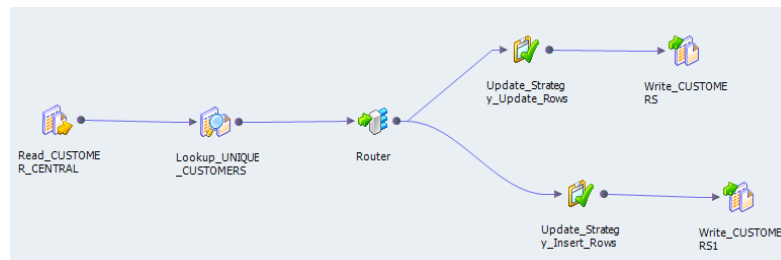 Update_Strateg
y_Update_Rows
Write_CUSTOME
RS
Read_CUSTOME
R_CENTRAL
Lookup_UNIQUE
_CUSTOMERS
Router
Update_Strateg
y_Insert_Rows
Write_CUSTOME
RS1